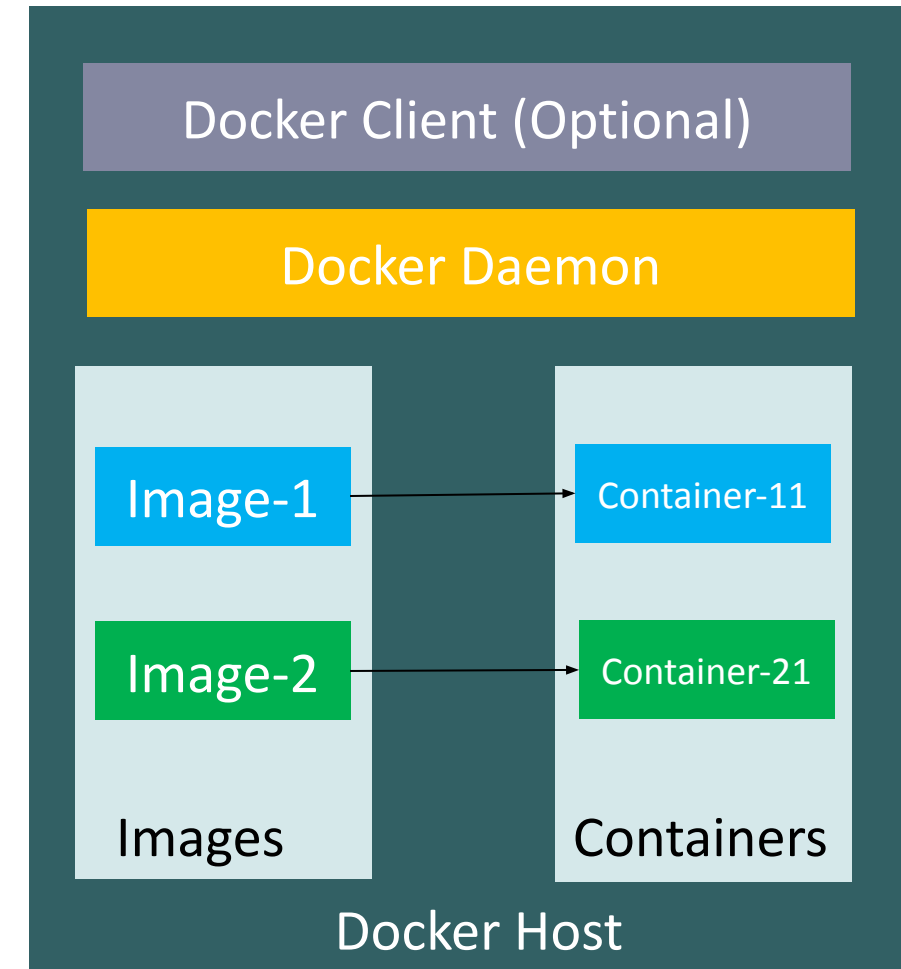 Docker Client (Optional)
Docker Daemon
Image-1
Container-11
Image-2
Container-21
Images
Containers
Docker Host